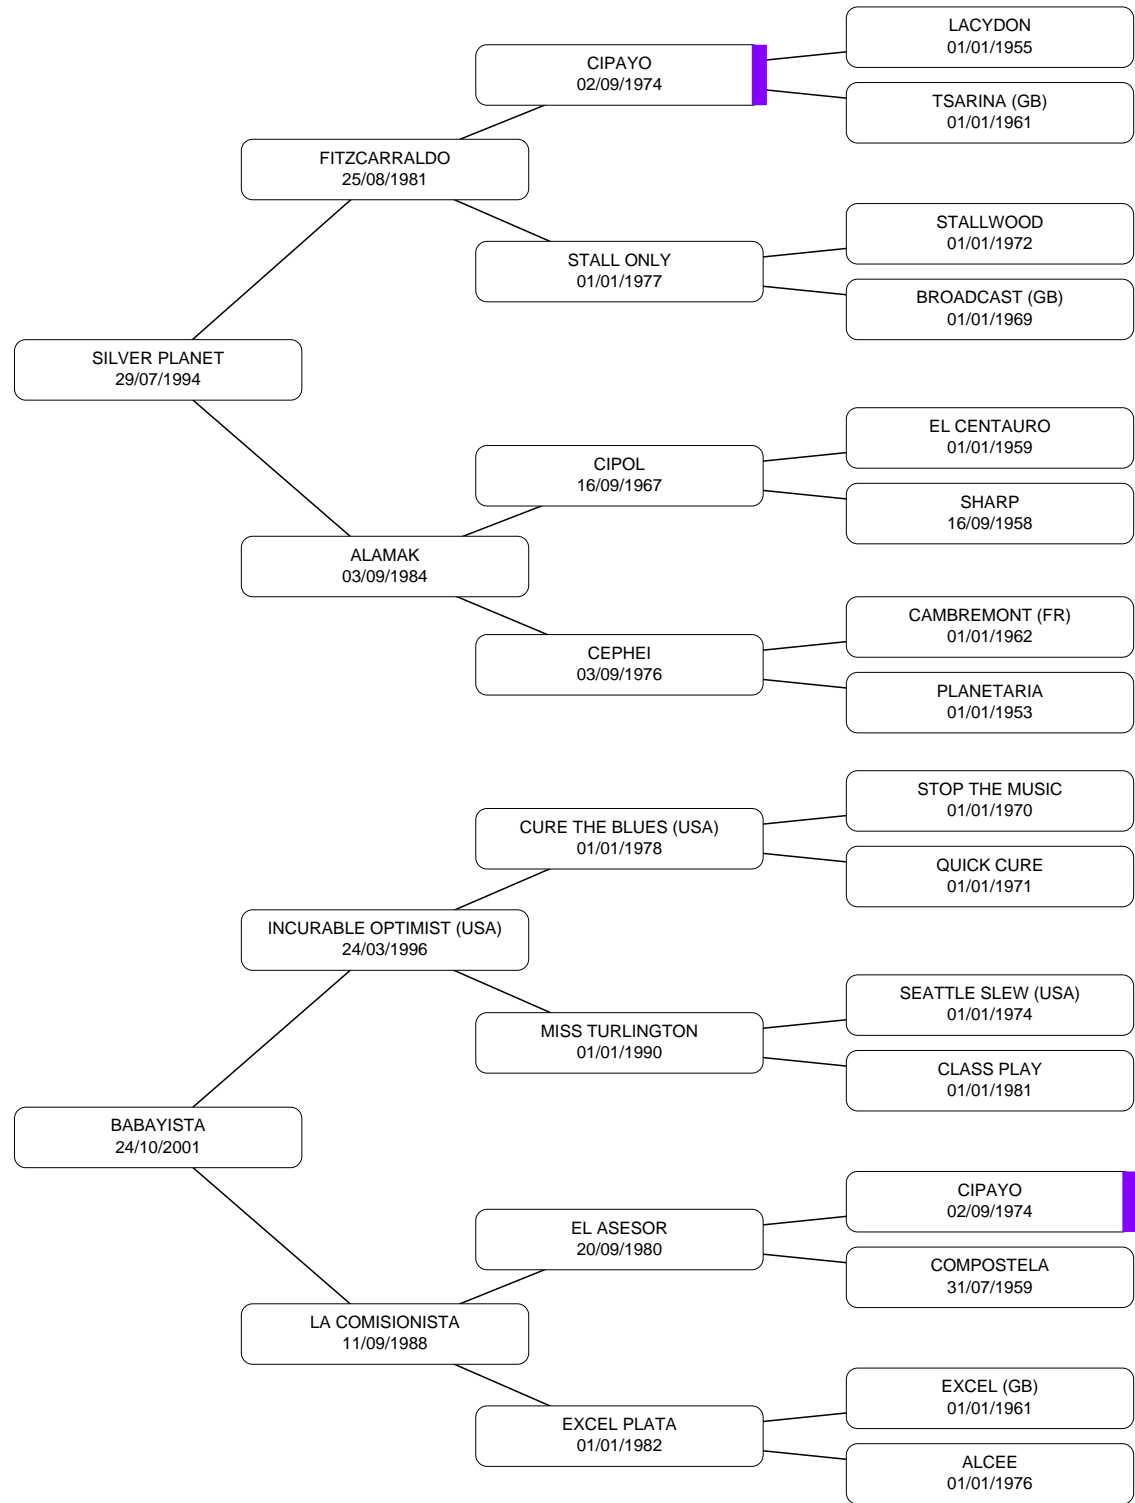 LACYDON
01/01/1955
CIPAYO
02/09/1974
TSARINA (GB)
01/01/1961
FITZCARRALDO
25/08/1981
STALLWOOD
01/01/1972
STALL ONLY
01/01/1977
BROADCAST (GB)
01/01/1969
SILVER PLANET
29/07/1994
EL CENTAURO
01/01/1959
CIPOL
16/09/1967
SHARP
16/09/1958
ALAMAK
03/09/1984
CAMBREMONT (FR)
01/01/1962
CEPHEI
03/09/1976
PLANETARIA
01/01/1953
STOP THE MUSIC
01/01/1970
CURE THE BLUES (USA)
01/01/1978
QUICK CURE
01/01/1971
INCURABLE OPTIMIST (USA)
24/03/1996
SEATTLE SLEW (USA)
01/01/1974
MISS TURLINGTON
01/01/1990
CLASS PLAY
01/01/1981
BABAYISTA
24/10/2001
CIPAYO
02/09/1974
EL ASESOR
20/09/1980
COMPOSTELA
31/07/1959
LA COMISIONISTA
11/09/1988
EXCEL (GB)
01/01/1961
EXCEL PLATA
01/01/1982
ALCEE
01/01/1976